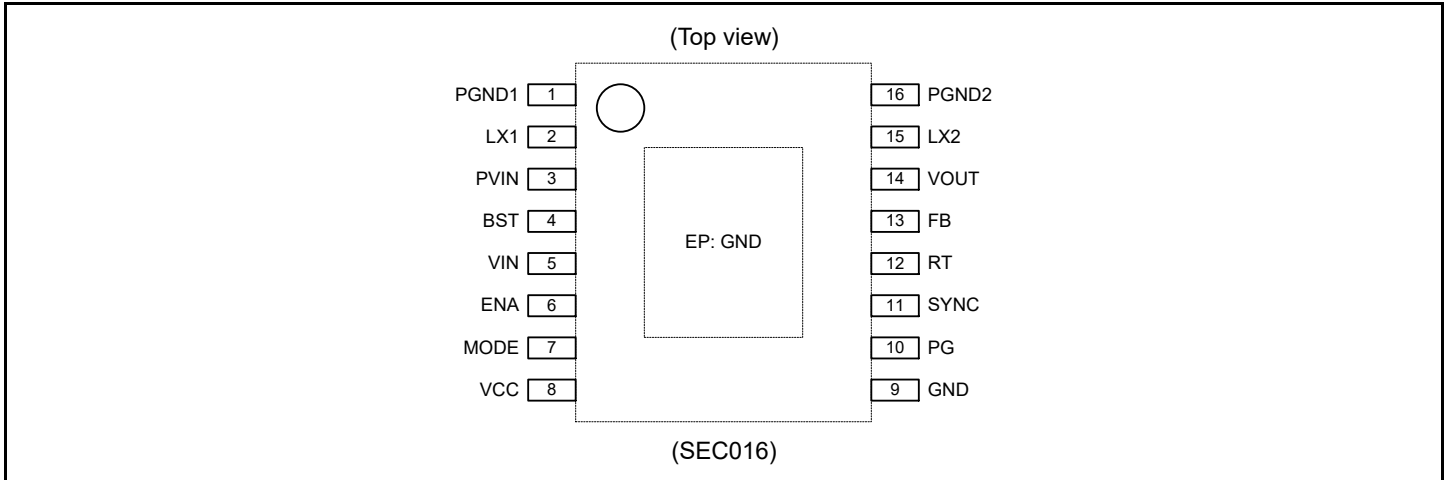 (Top view)
PGND1 1 16 PGND2
LX1 2 15 LX2
PVIN 3 14 VOUT
BST 4 13 FB
VIN 5 EP: GND 12 RT
ENA 6 11 SYNC
MODE 7 10 PG
VCC 8 9 GND
(SEC016)